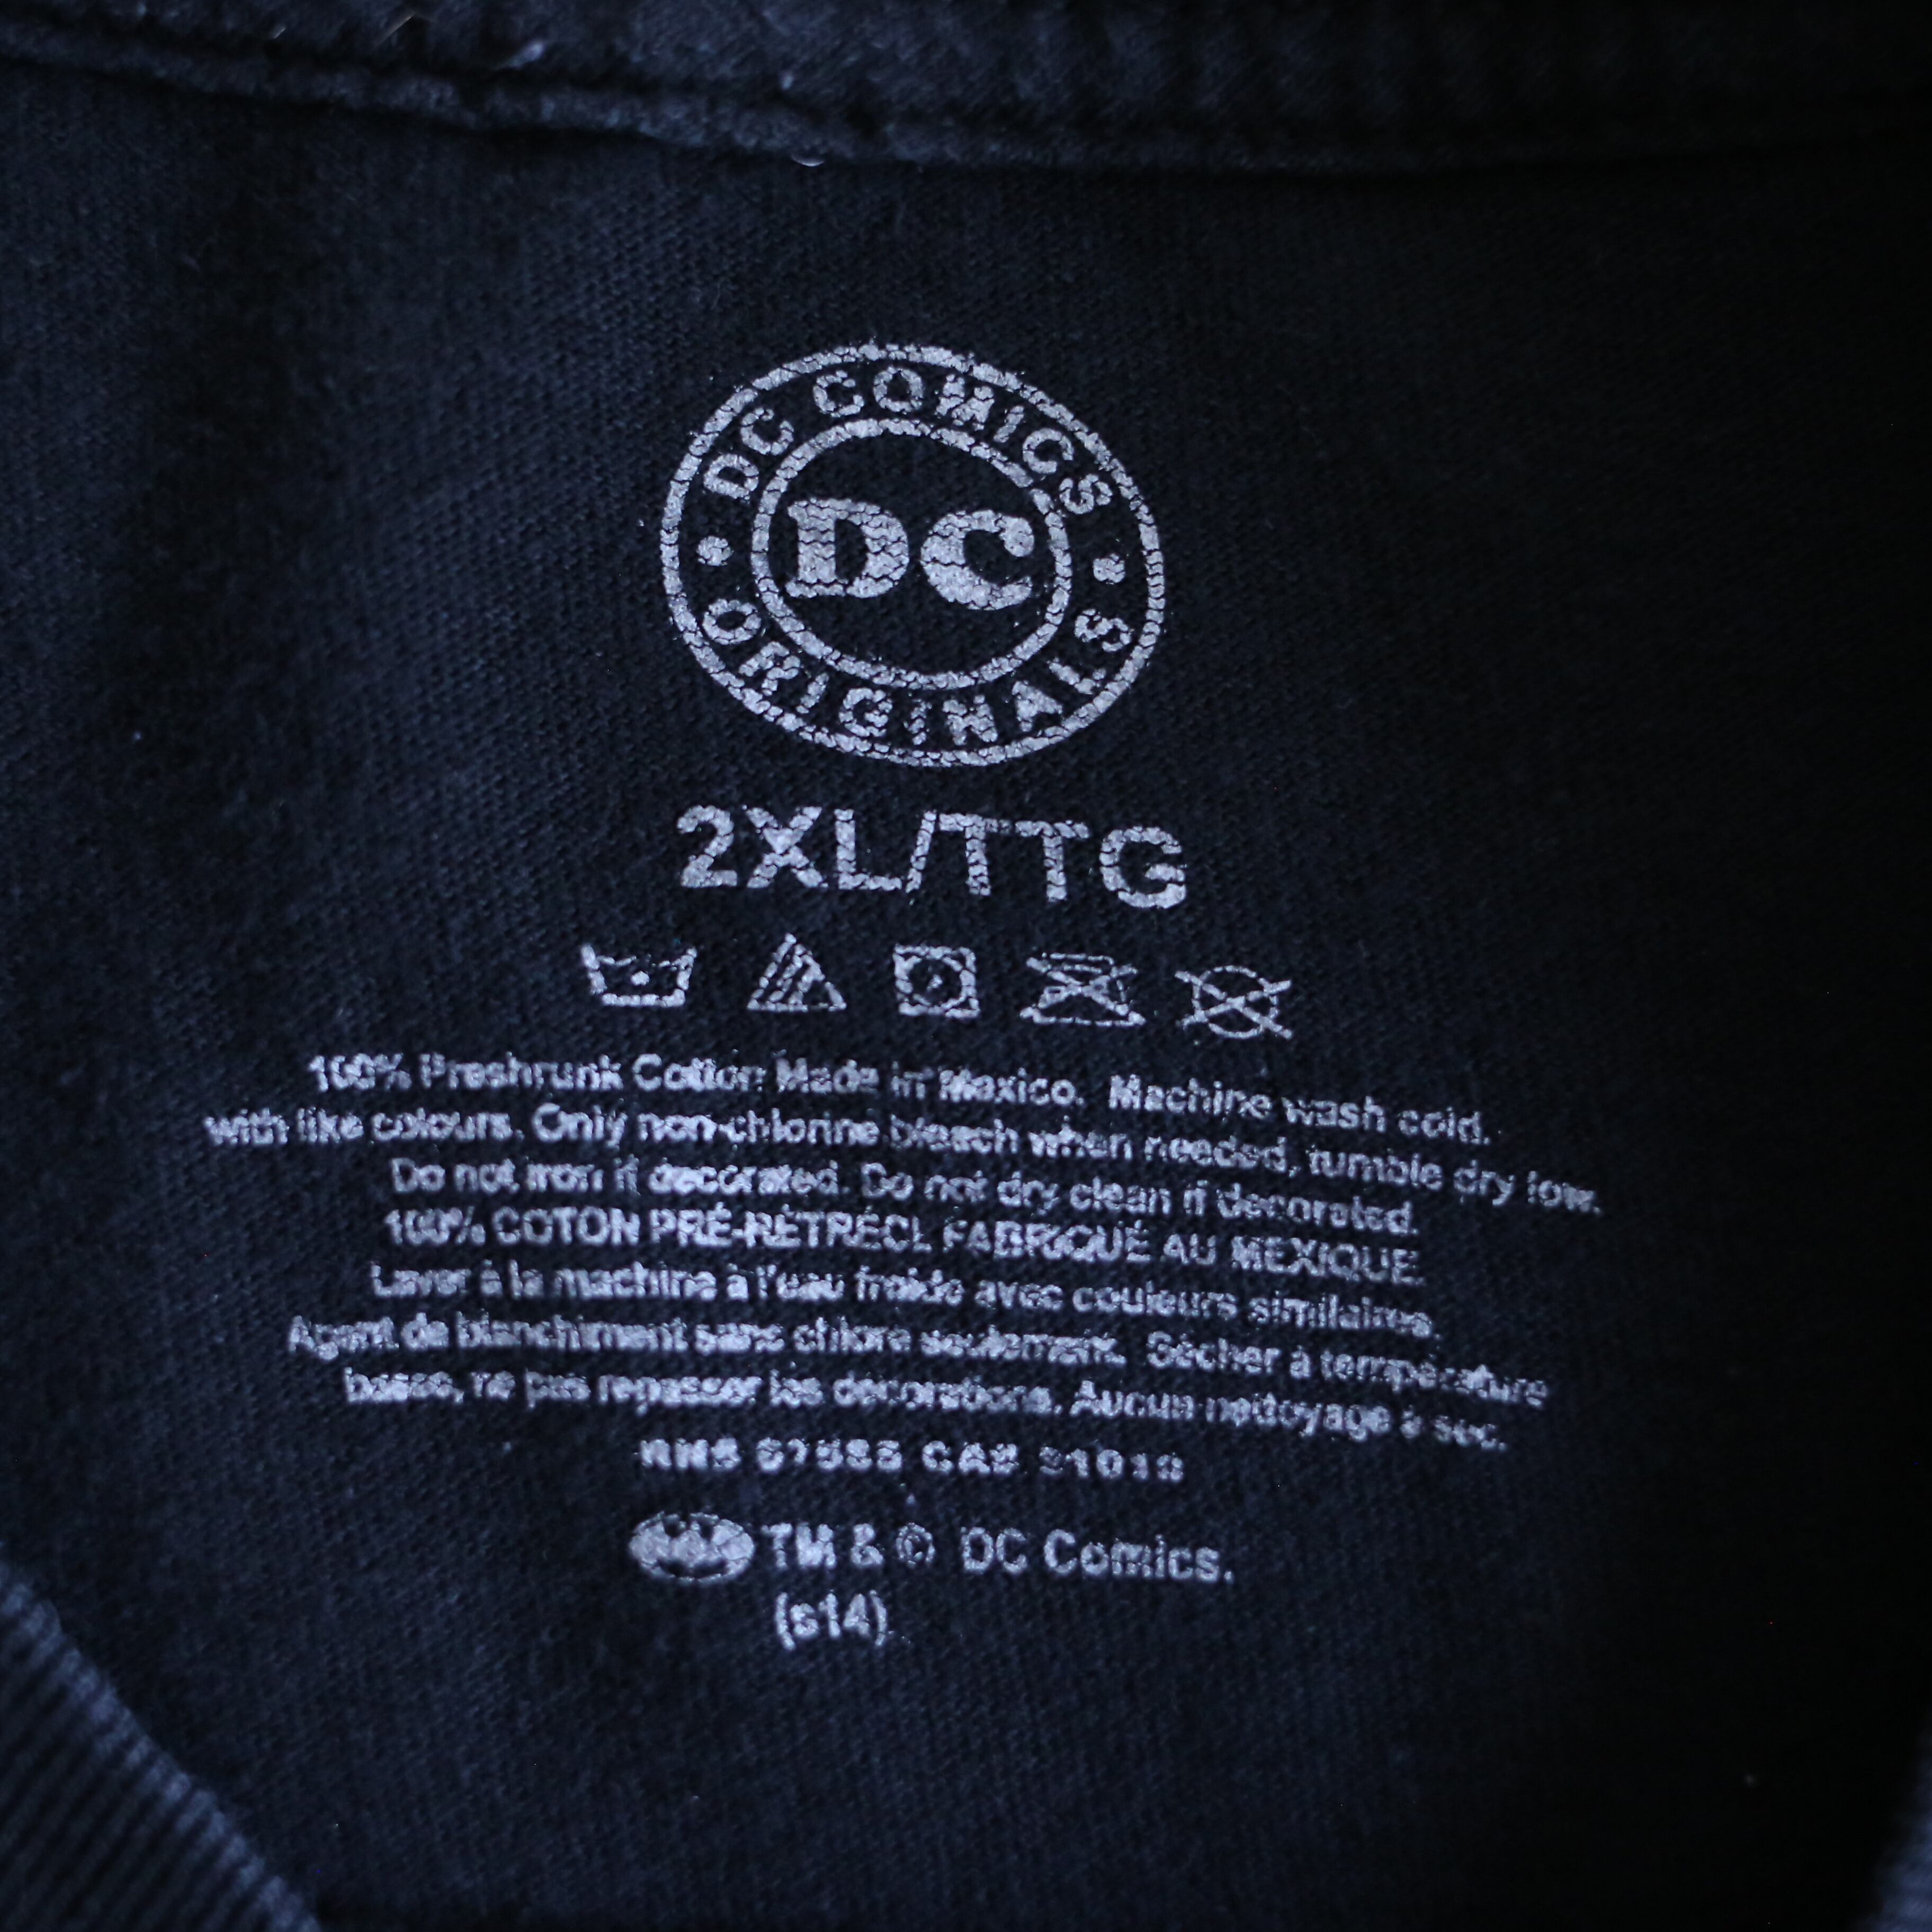 DC COMICS
DC
ORIGINALS
2XL/TTG
100% Preshrunk Cotton Made in Mexico. Machine wash cold.
with like colours. Only non-chlorine bleach when needed, tumble dry low.
Do not iron if decorated. Do not dry clean if decorated.
100% COTON PRÉ-RÉTRÉCI. FABRIQUÉ AU MEXIQUE.
Laver à la machine à l'eau froide avec couleurs similaires.
Agent de blanchiment sans chlore seulement. Sécher à température
basse, ne pas repasser les décorations. Aucun nettoyage à sec.
CA
TM & © DC Comics.
(s14)